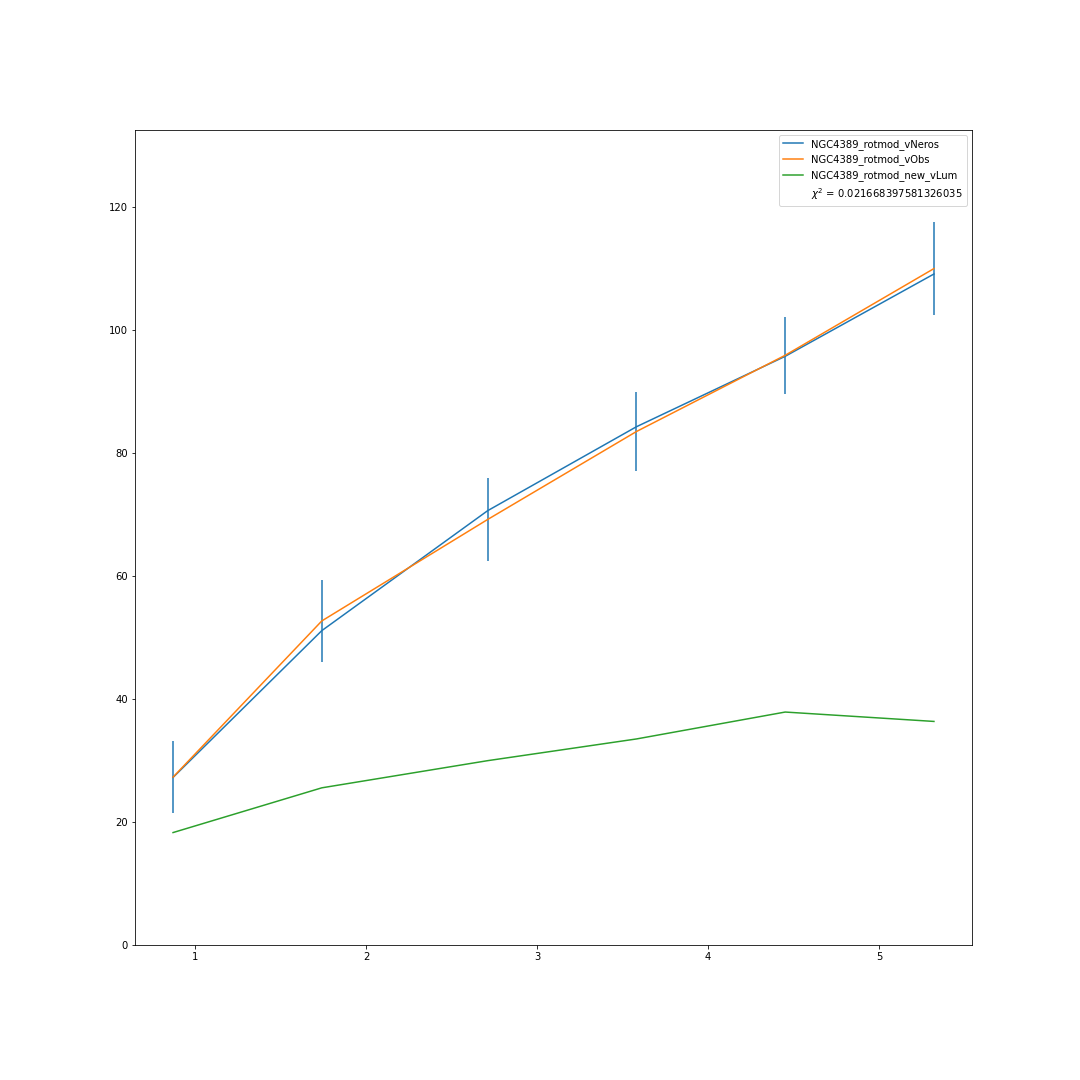 NGC4389_rotmod_vNeros
NGC4389_rotmod_vObs
NGC4389_rotmod_new_vLum
χ² = 0.021668397581326035
120
100
80
60
40
20
0
1 2 3 4 5